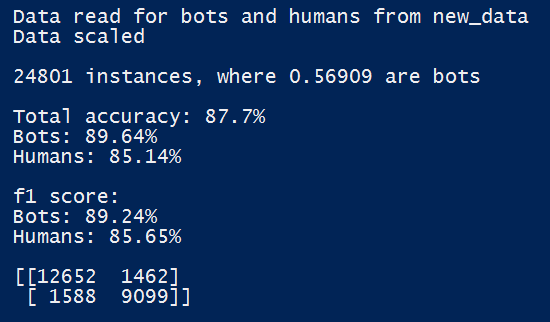 Data read for bots and humans from new_data
Data scaled
24801 instances, where 0.56909 are bots
Total accuracy: 87.7%
Bots: 89.64%
Humans: 85.14%
f1 score:
Bots: 89.24%
Humans: 85.65%
[[12652  1462]
 [ 1588  9099]]